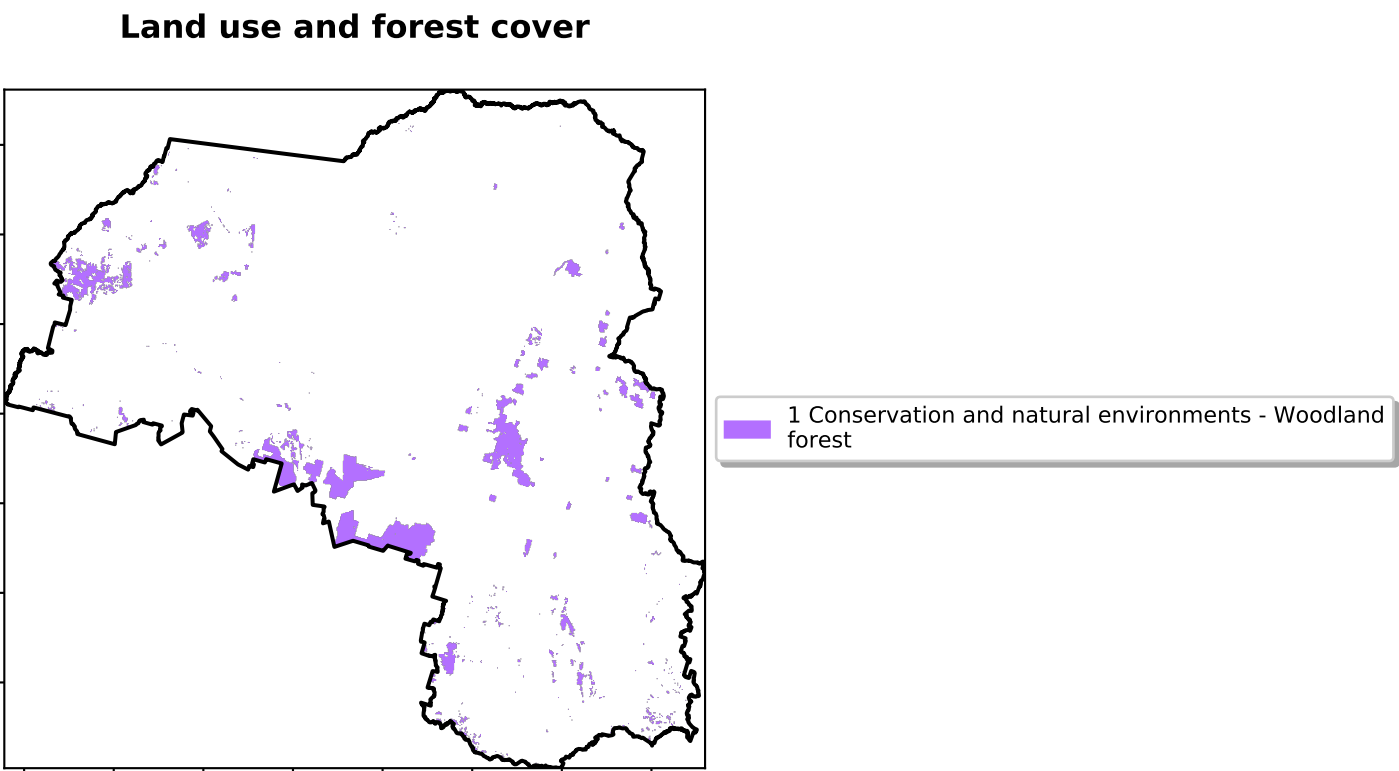 Land use and forest cover
1 Conservation and natural environments - Woodland
forest